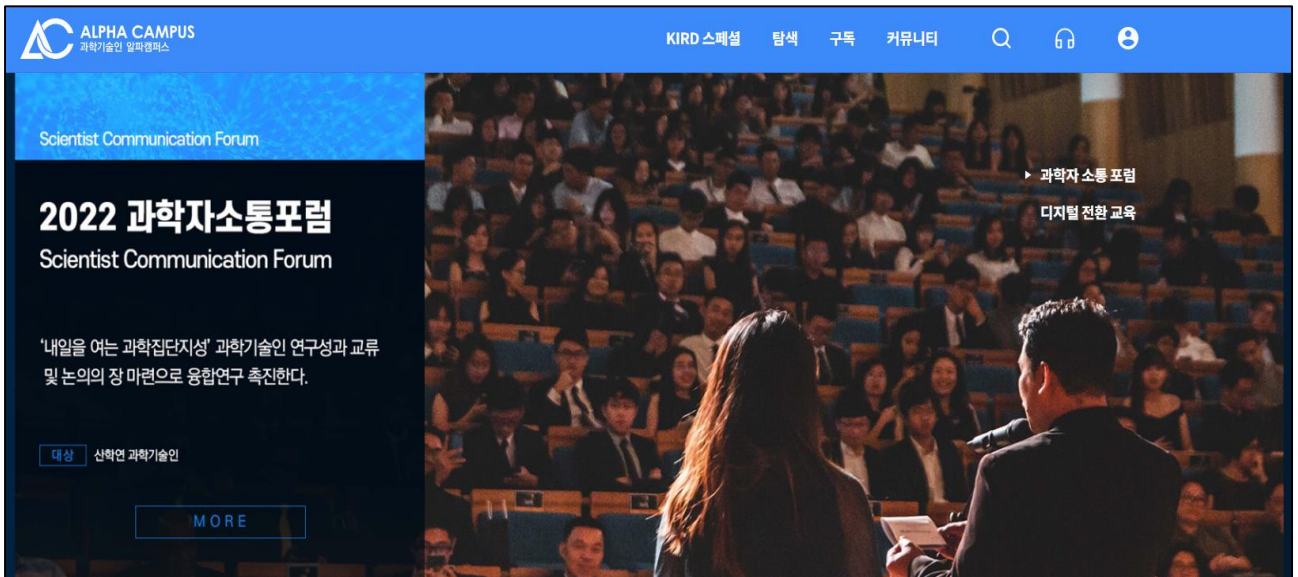 ALPHA CAMPUS
과학기술인 알파캠퍼스
KIRD 스페셜 탐색 구독 커뮤니티
Scientist Communication Forum
2022 과학자소통포럼
Scientist Communication Forum
‘내일을 여는 과학집단지성’ 과학기술인 연구성과 교류
및 논의의 장 마련으로 융합연구 촉진한다.
대상 산학연 과학기술인
MORE
과학자 소통 포럼
디지털 전환 교육